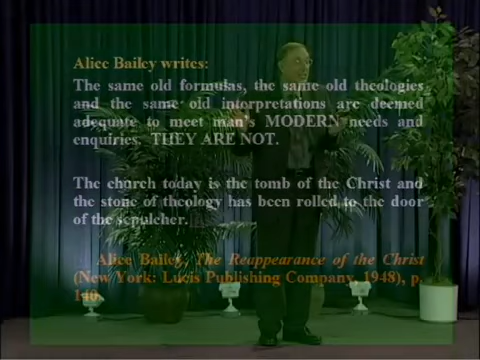 Alice Bailey writes:
The same old formulas, the same old theologies
and the same old interpretations are deemed
adequate to meet man's MODERN needs and
enquiries. THEY ARE NOT.
The church today is the tomb of the Christ and
the stone of theology has been rolled to the door
of the sepulcher.
Alice Bailey, The Reappearance of the Christ
(New York: Lucis Publishing Company, 1948), p.
140.